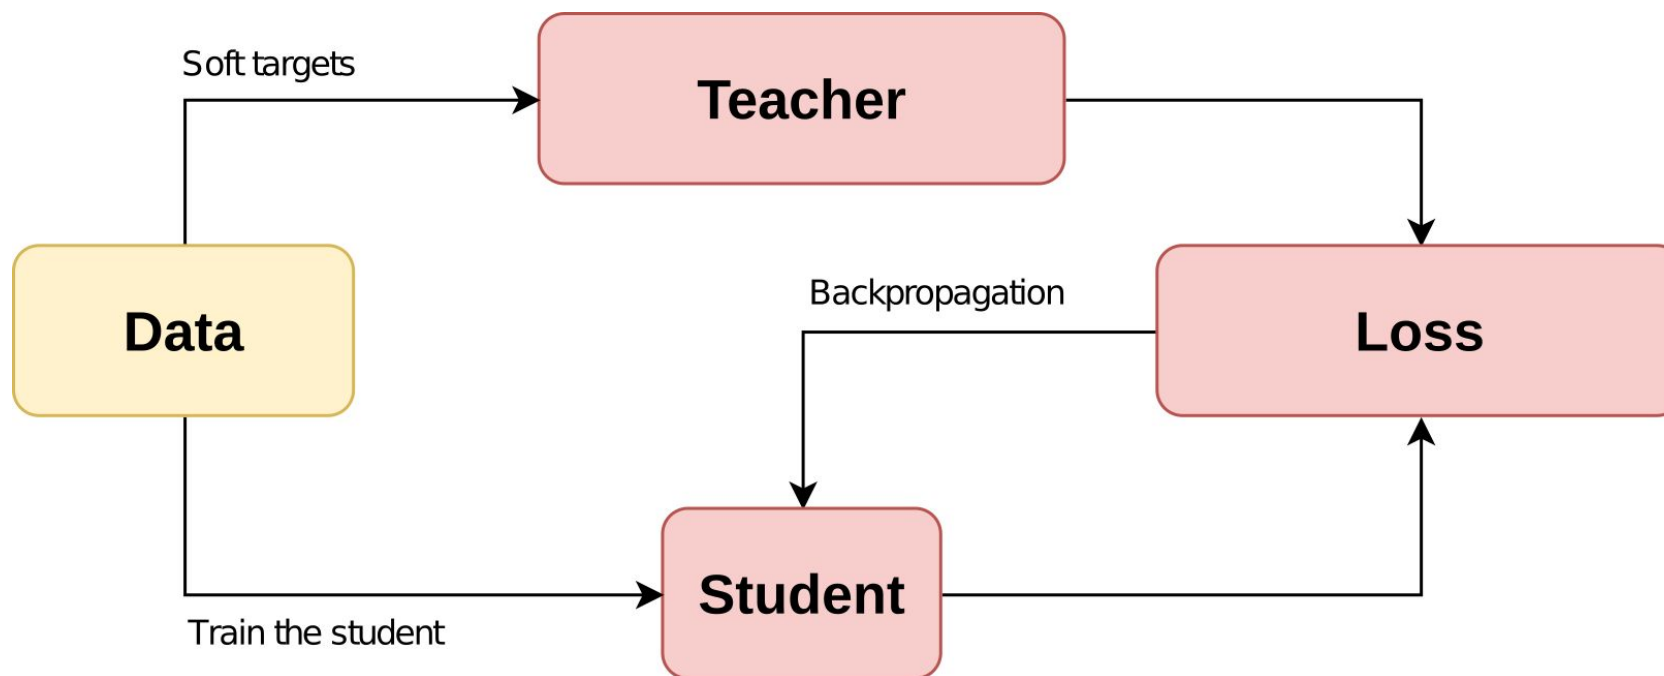 Soft targets
Teacher
Backpropagation
Data
Loss
Student
Train the student